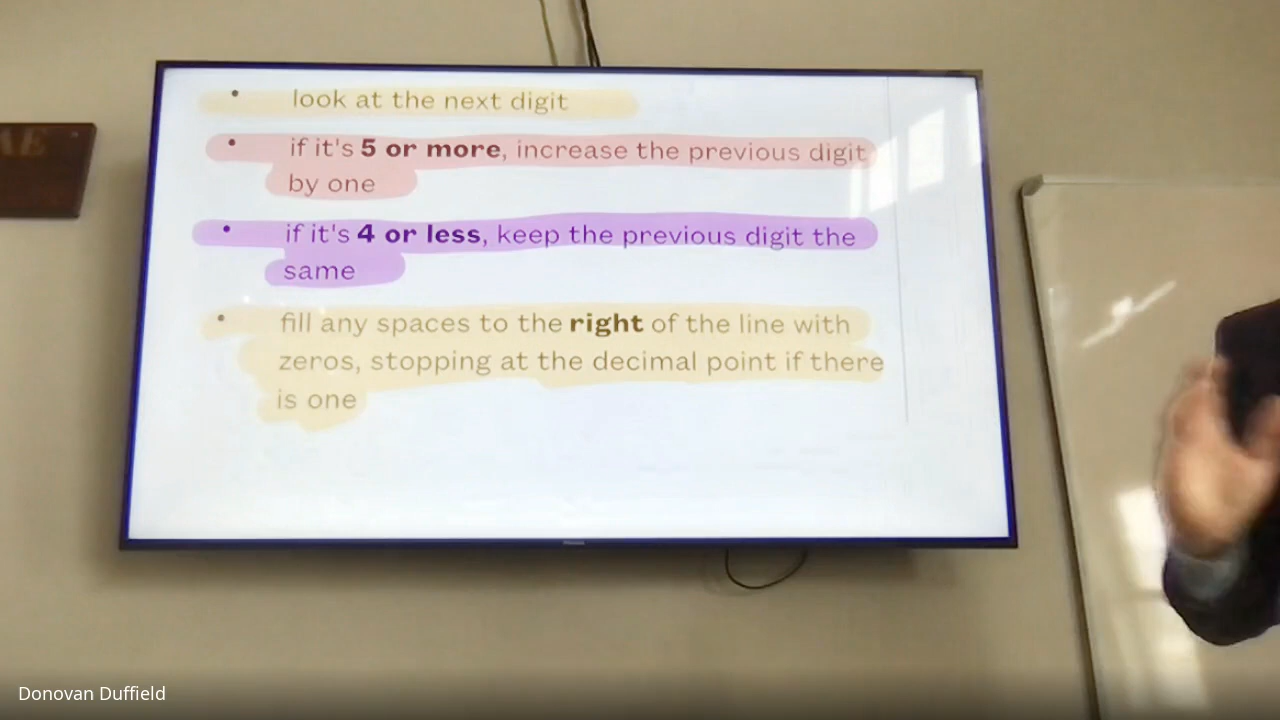 look at the next digit
if it's 5 or more, increase the previous digit
by one
if it's 4 or less, keep the previous digit the
same
fill any spaces to the right of the line with
zeros, stopping at the decimal point if there
is one
AE
Donovan Duffield